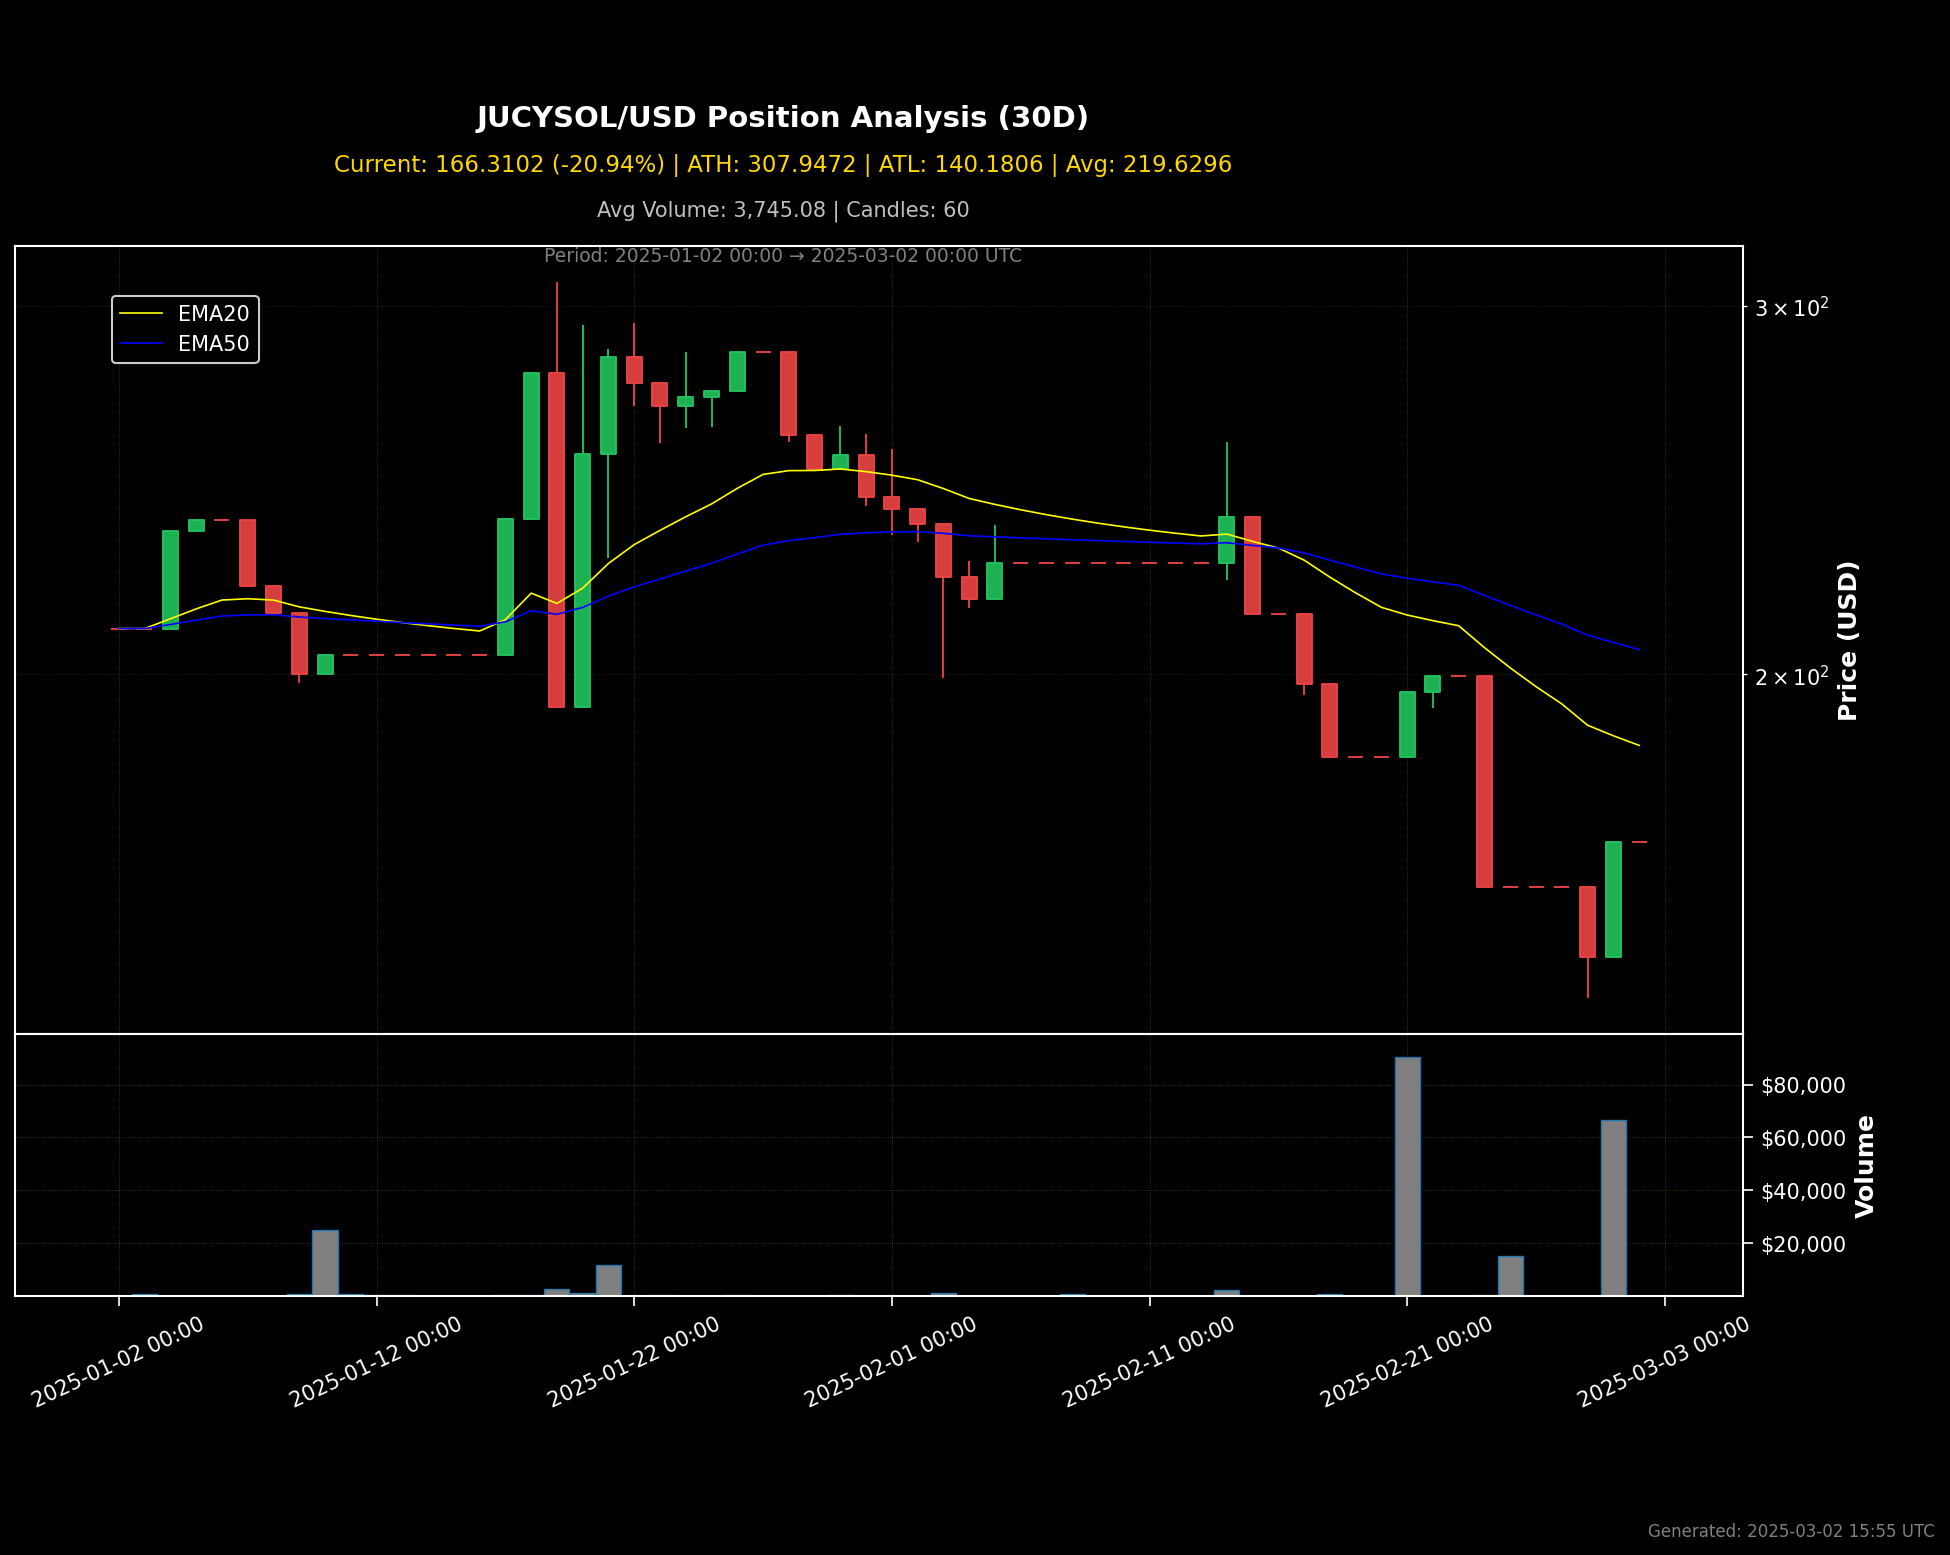 JUCYSOL/USD Position Analysis (30D)
Current: 166.3102 (-20.94%) | ATH: 307.9472 | ATL: 140.1806 | Avg: 219.6296
Avg Volume: 3,745.08 | Candles: 60
Period: 2025-01-02 00:00 → 2025-03-02 00:00 UTC
EMA20
EMA50
3 × 10²
2 × 10²
Price (USD)
$80,000
$60,000
$40,000
$20,000
Volume
2025-01-02 00:00
2025-01-12 00:00
2025-01-22 00:00
2025-02-01 00:00
2025-02-11 00:00
2025-02-21 00:00
2025-03-03 00:00
Generated: 2025-03-02 15:55 UTC